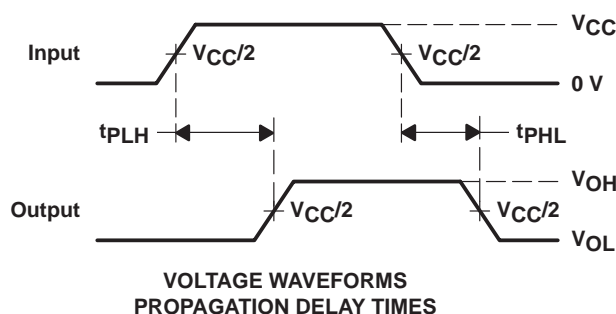 VCC
Input
VCC/2
VCC/2
0 V
tPLH
tPHL
VOH
Output
VCC/2
VCC/2
VOL
VOLTAGE WAVEFORMS
PROPAGATION DELAY TIMES